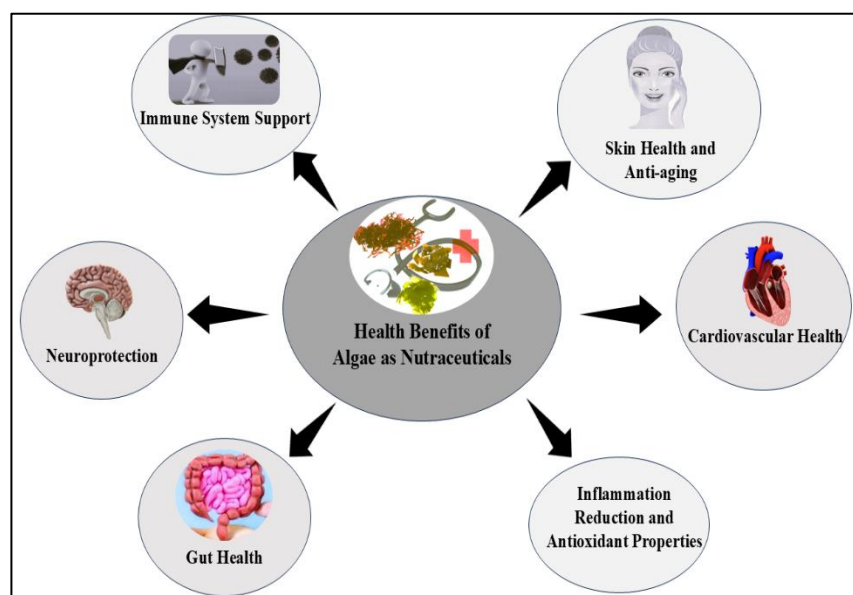 Immune System Support
Skin Health and
Anti-aging
Health Benefits of
Algae as Nutraceuticals
Neuroprotection
Cardiovascular Health
Gut Health
Inflammation
Reduction and
Antioxidant Properties